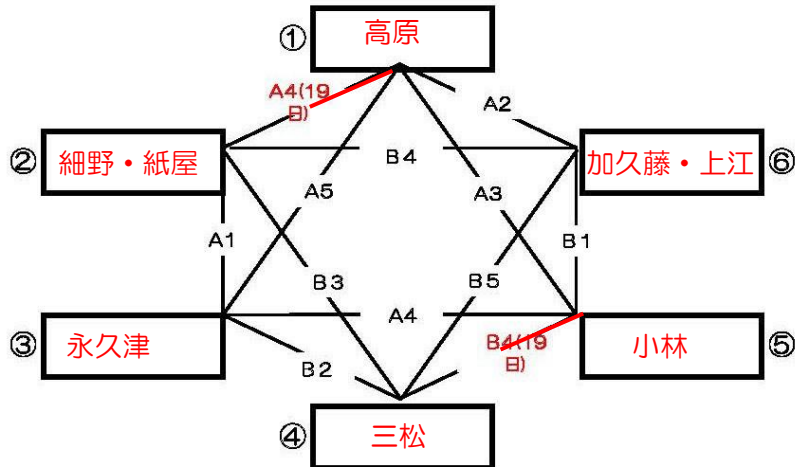 ① 高原
A4(19
日)
A2
② 細野・紙屋
B4
加久藤・上江 ⑥
A5
A3
A1
B1
B3
B5
③ 永久津
A4
B4(19
日)
小林 ⑤
B2
④ 三松